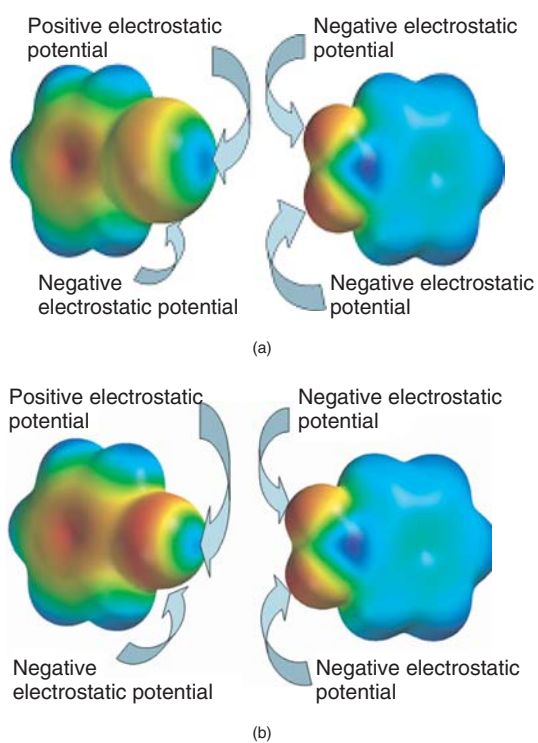 Positive electrostatic
potential
Negative electrostatic
potential
Negative
electrostatic potential
Negative electrostatic
potential
(a)
Positive electrostatic
potential
Negative electrostatic
potential
Negative
electrostatic potential
Negative electrostatic
potential
(b)